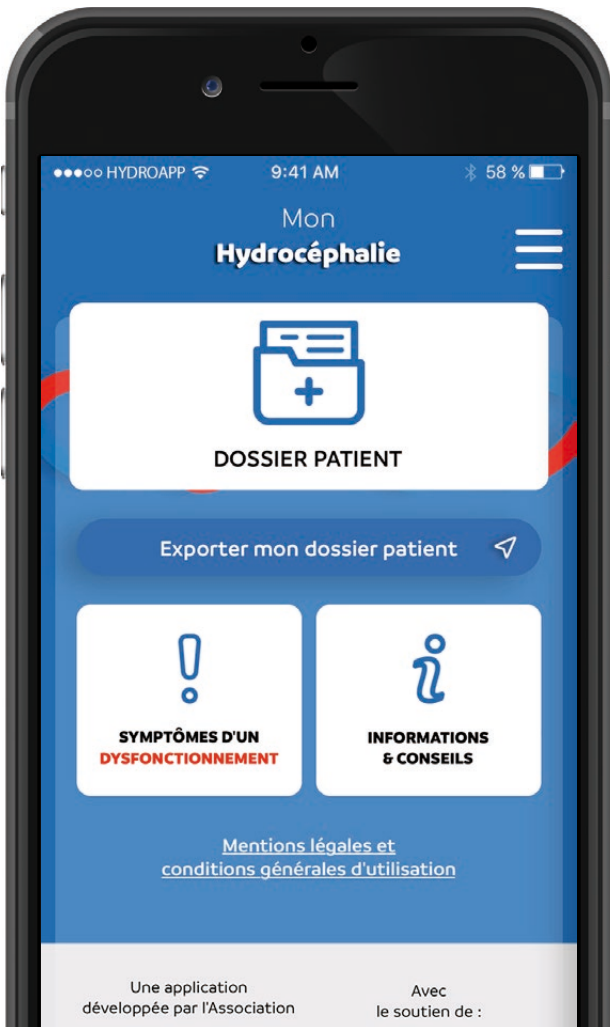 HYDROAPP 9:41 AM 58 %
Mon
Hydrocéphalie
DOSSIER PATIENT
Exporter mon dossier patient
SYMPTÔMES D'UN
DYSFONCTIONNEMENT
INFORMATIONS
& CONSEILS
Mentions légales et
conditions générales d'utilisation
Une application
développée par l'Association
Avec
le soutien de :